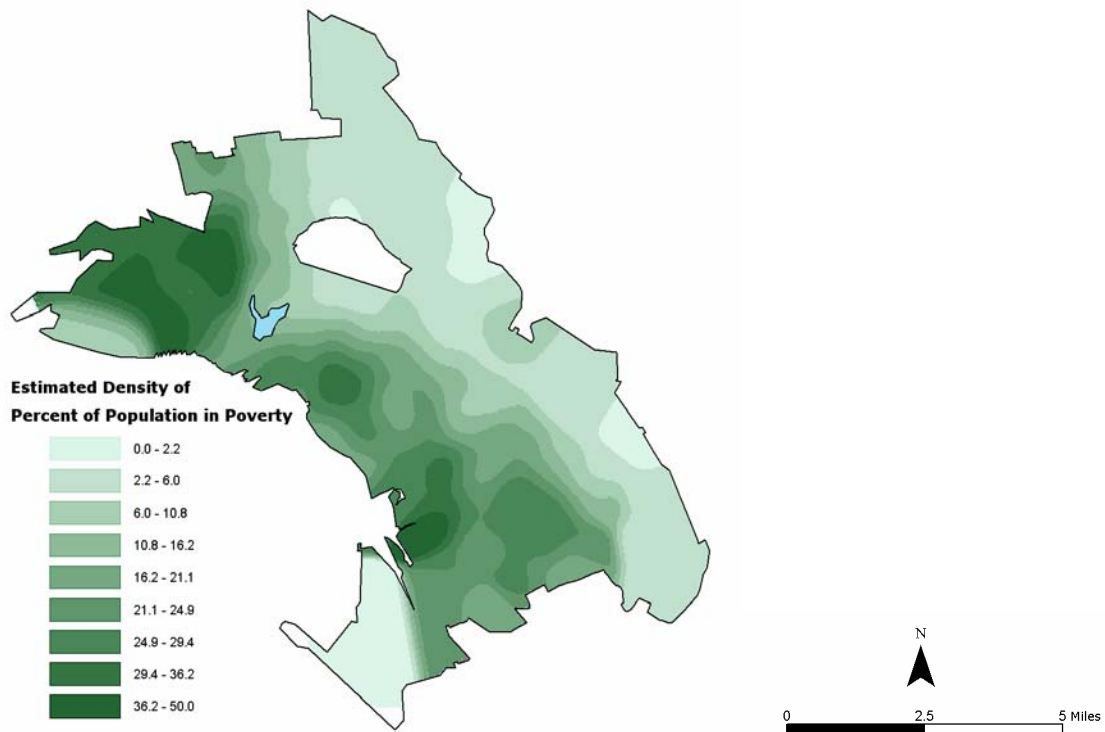 Estimated Density of
Percent of Population in Poverty
0.0 - 2.2
2.2 - 6.0
6.0 - 10.8
10.8 - 16.2
16.2 - 21.1
21.1 - 24.9
24.9 - 29.4
29.4 - 36.2
36.2 - 50.0
N
0 2.5 5 Miles